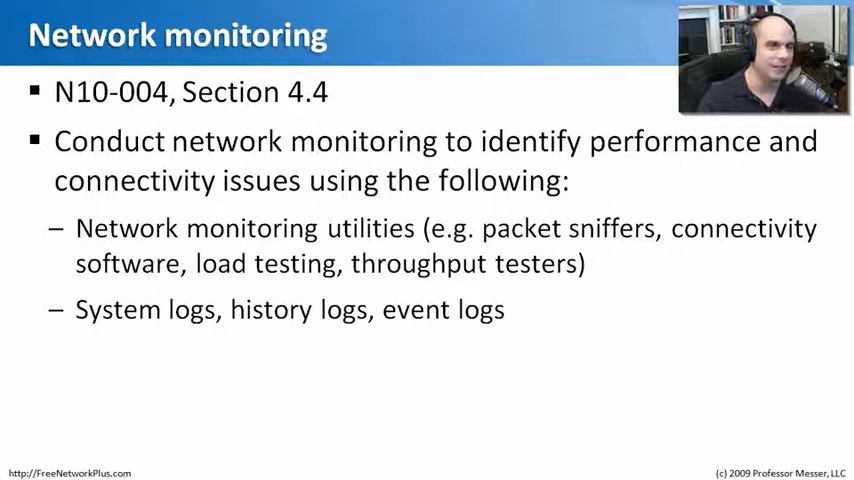 Network monitoring
▪ N10-004, Section 4.4
▪ Conduct network monitoring to identify performance and
connectivity issues using the following:
– Network monitoring utilities (e.g. packet sniffers, connectivity
software, load testing, throughput testers)
– System logs, history logs, event logs
http://FreeNetworkPlus.com
(c) 2009 Professor Messer, LLC